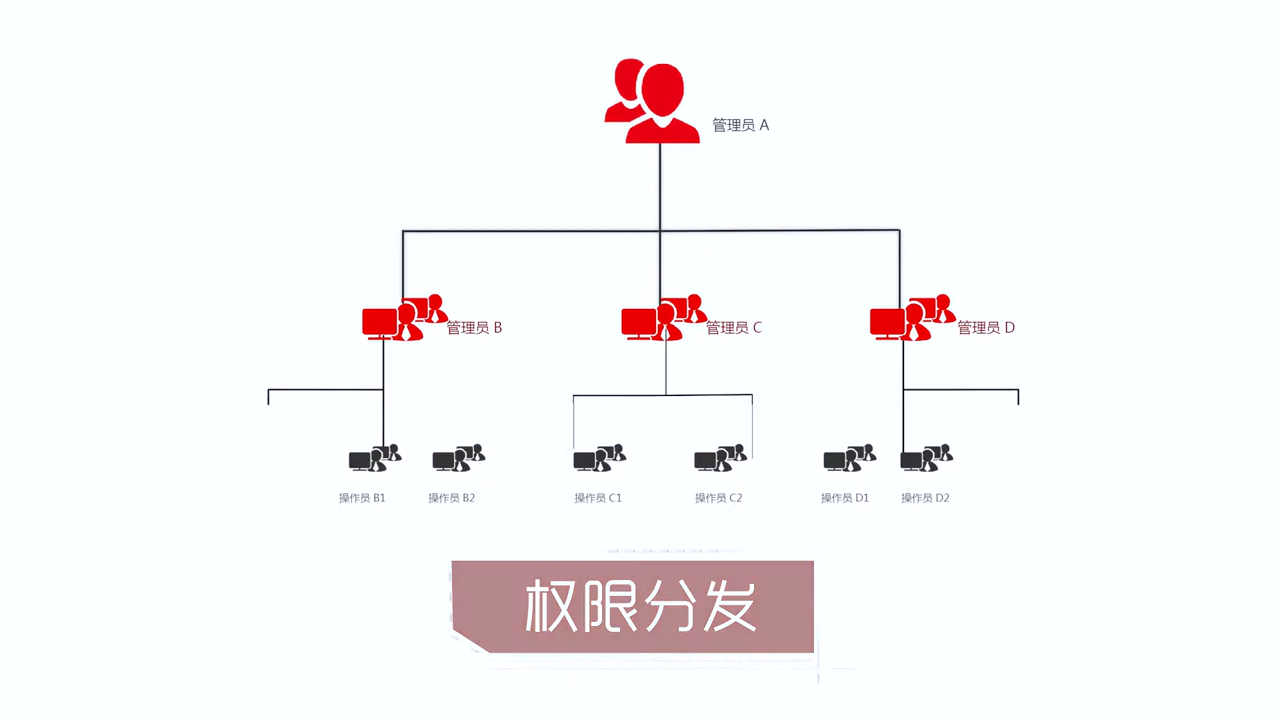 管理员 A
管理员 B
管理员 C
管理员 D
操作员 B1
操作员 B2
操作员 C1
操作员 C2
操作员 D1
操作员 D2
权限分发